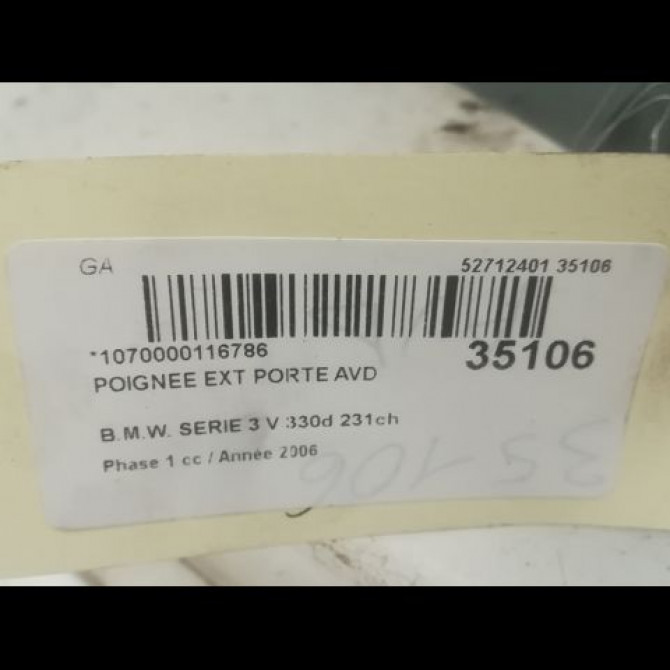 GA
52712401 35106
*1070000116786
35106
POIGNEE EXT PORTE AVD
B.M.W. SERIE 3 V 330d 231ch
Phase 1 cc / Année 2006
35106